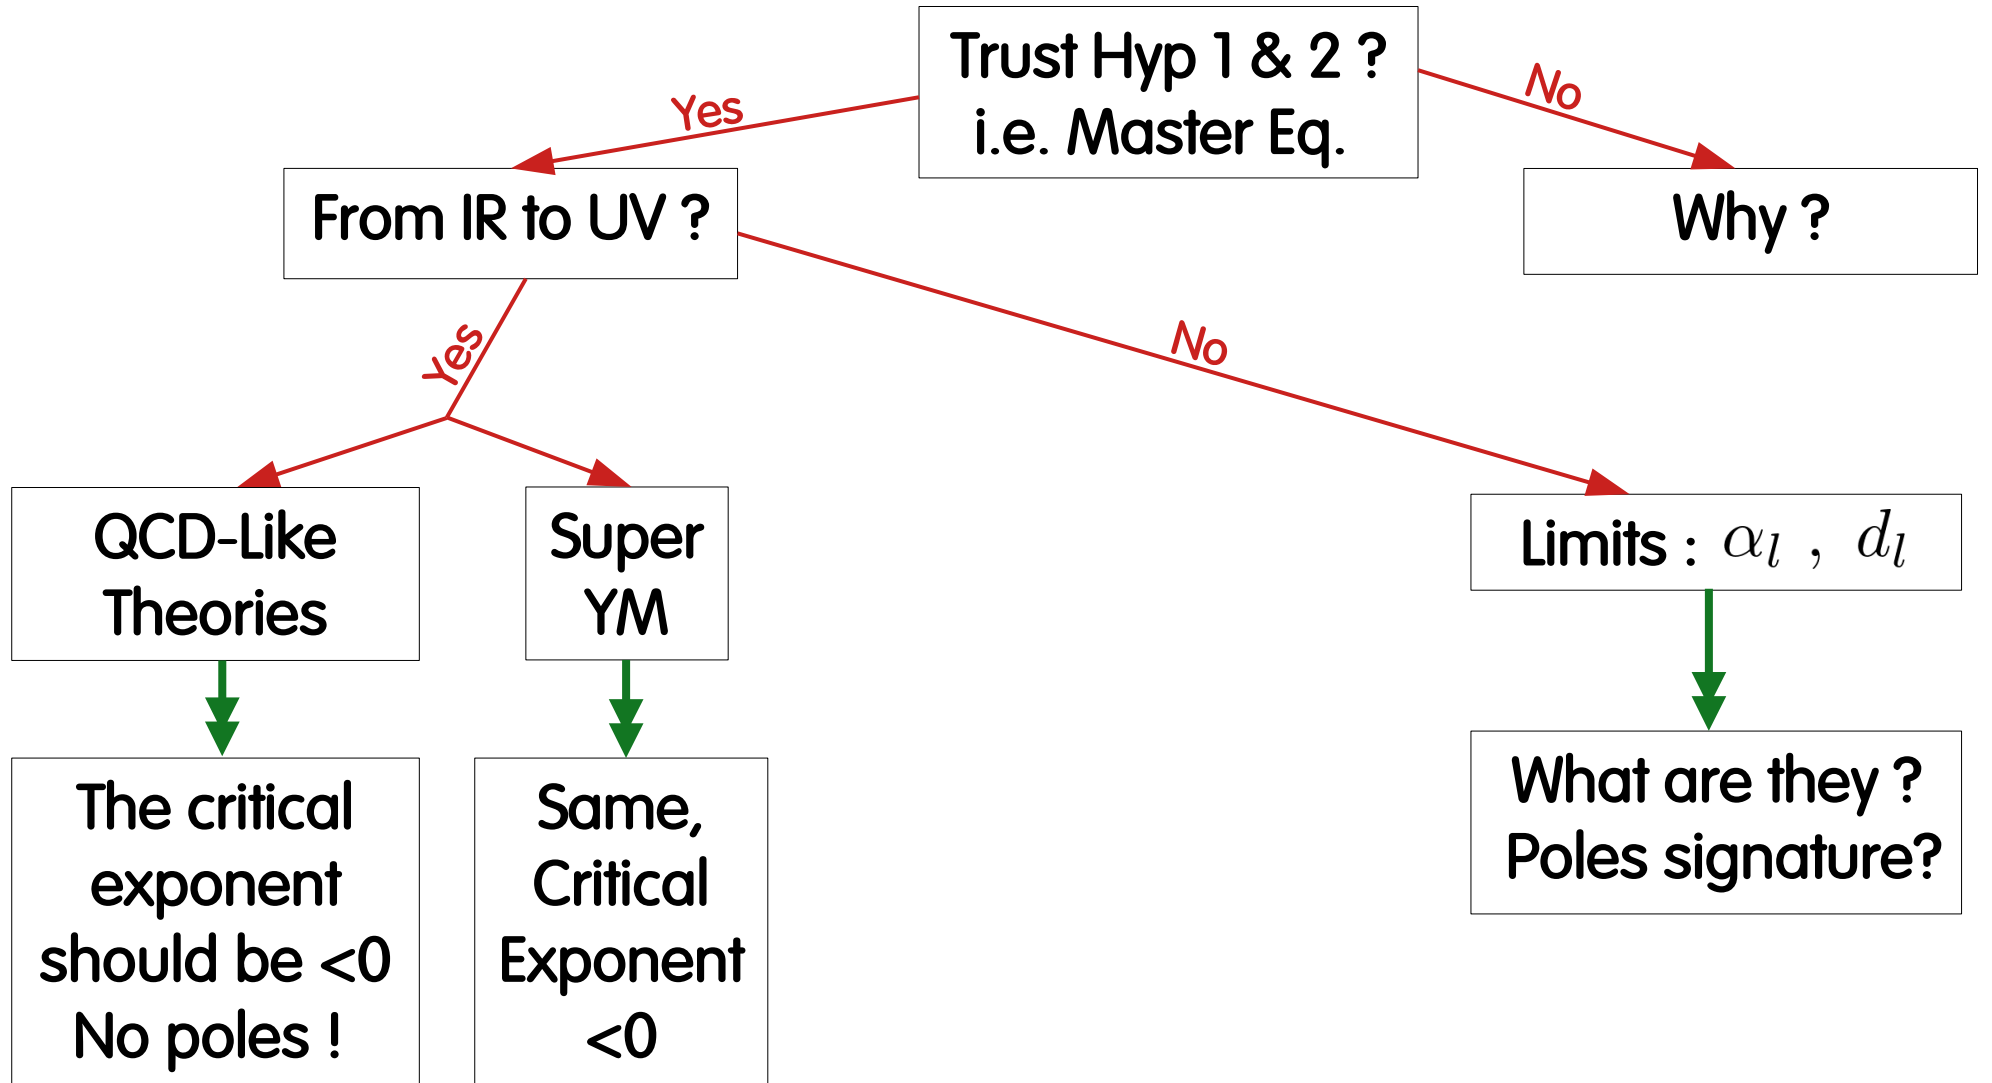 Trust Hyp 1 & 2 ?
i.e. Master Eq.
Yes
No
From IR to UV ?
Why ?
Yes
No
QCD-Like
Theories
Super
YM
Limits : αl , dl
The critical
exponent
should be <0
No poles !
Same,
Critical
Exponent
<0
What are they ?
Poles signature?